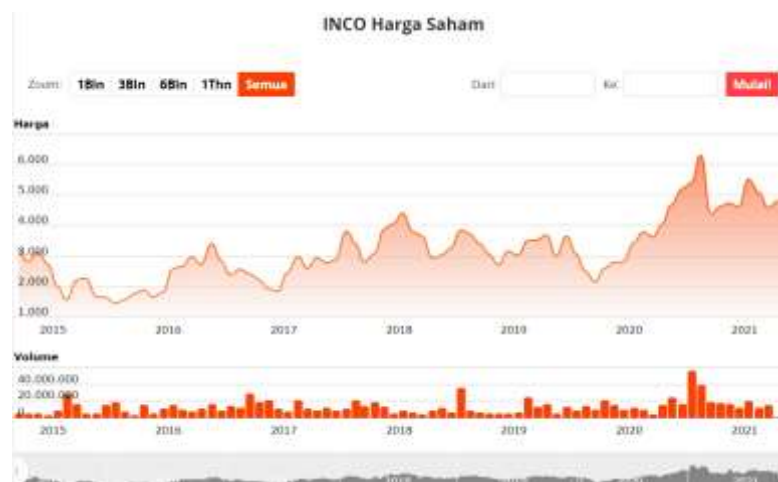 INCO Harga Saham
Zoom: 1Bln 3Bln 6Bln 1Thn Semua Dari: Ke: Mulai!
Harga
6.000
5.000
4.000
3.000
2.000
1.000
2015 2016 2017 2018 2019 2020 2021
Volume
40.000.000
20.000.000
0
2015 2016 2017 2018 2019 2020 2021